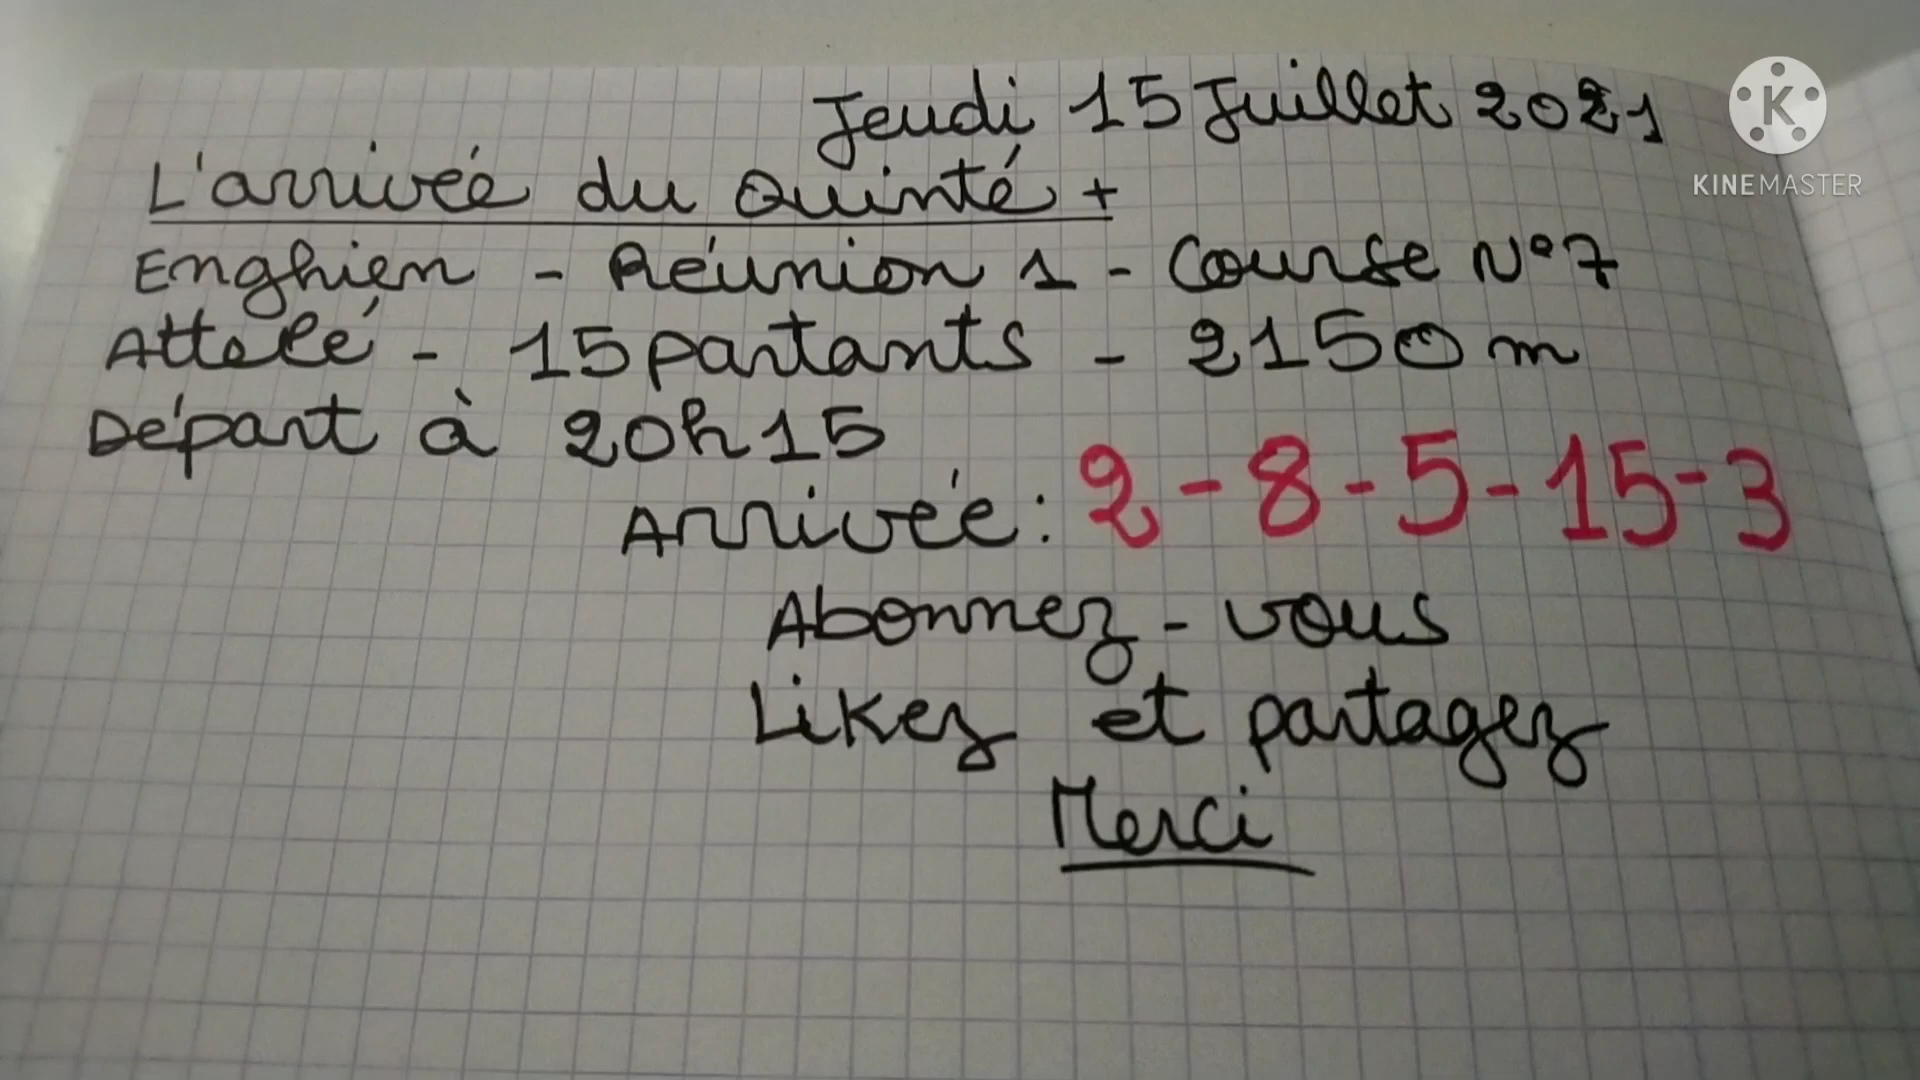 Jeudi 15 Juillet 2021
L'arrivée du Quinté +
Enghien - Réunion 1 - Course N°7
Attelé - 15 partants - 2150 m
Départ à 20h15
Arrivée : 2 - 8 - 5 - 15 - 3
Abonnez - vous
Likez et partagez
Merci
K
KINEMASTER